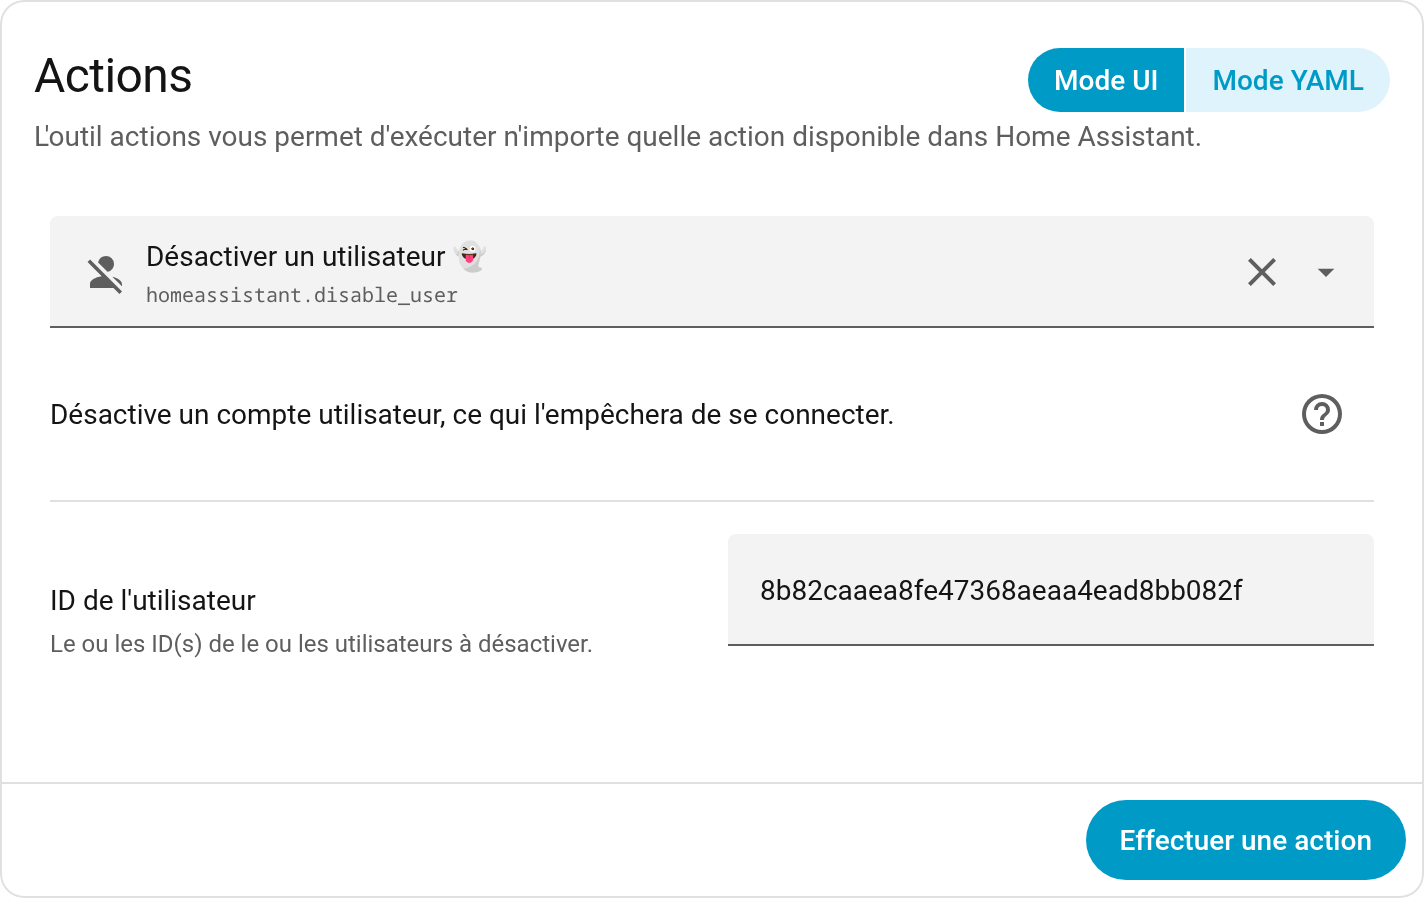 Actions
Mode UI
Mode YAML
L'outil actions vous permet d'exécuter n'importe quelle action disponible dans Home Assistant.
Désactiver un utilisateur 👻
homeassistant.disable_user
Désactive un compte utilisateur, ce qui l'empêchera de se connecter.
ID de l'utilisateur
Le ou les ID(s) de le ou les utilisateurs à désactiver.
8b82caaea8fe47368aeaa4ead8bb082f
Effectuer une action